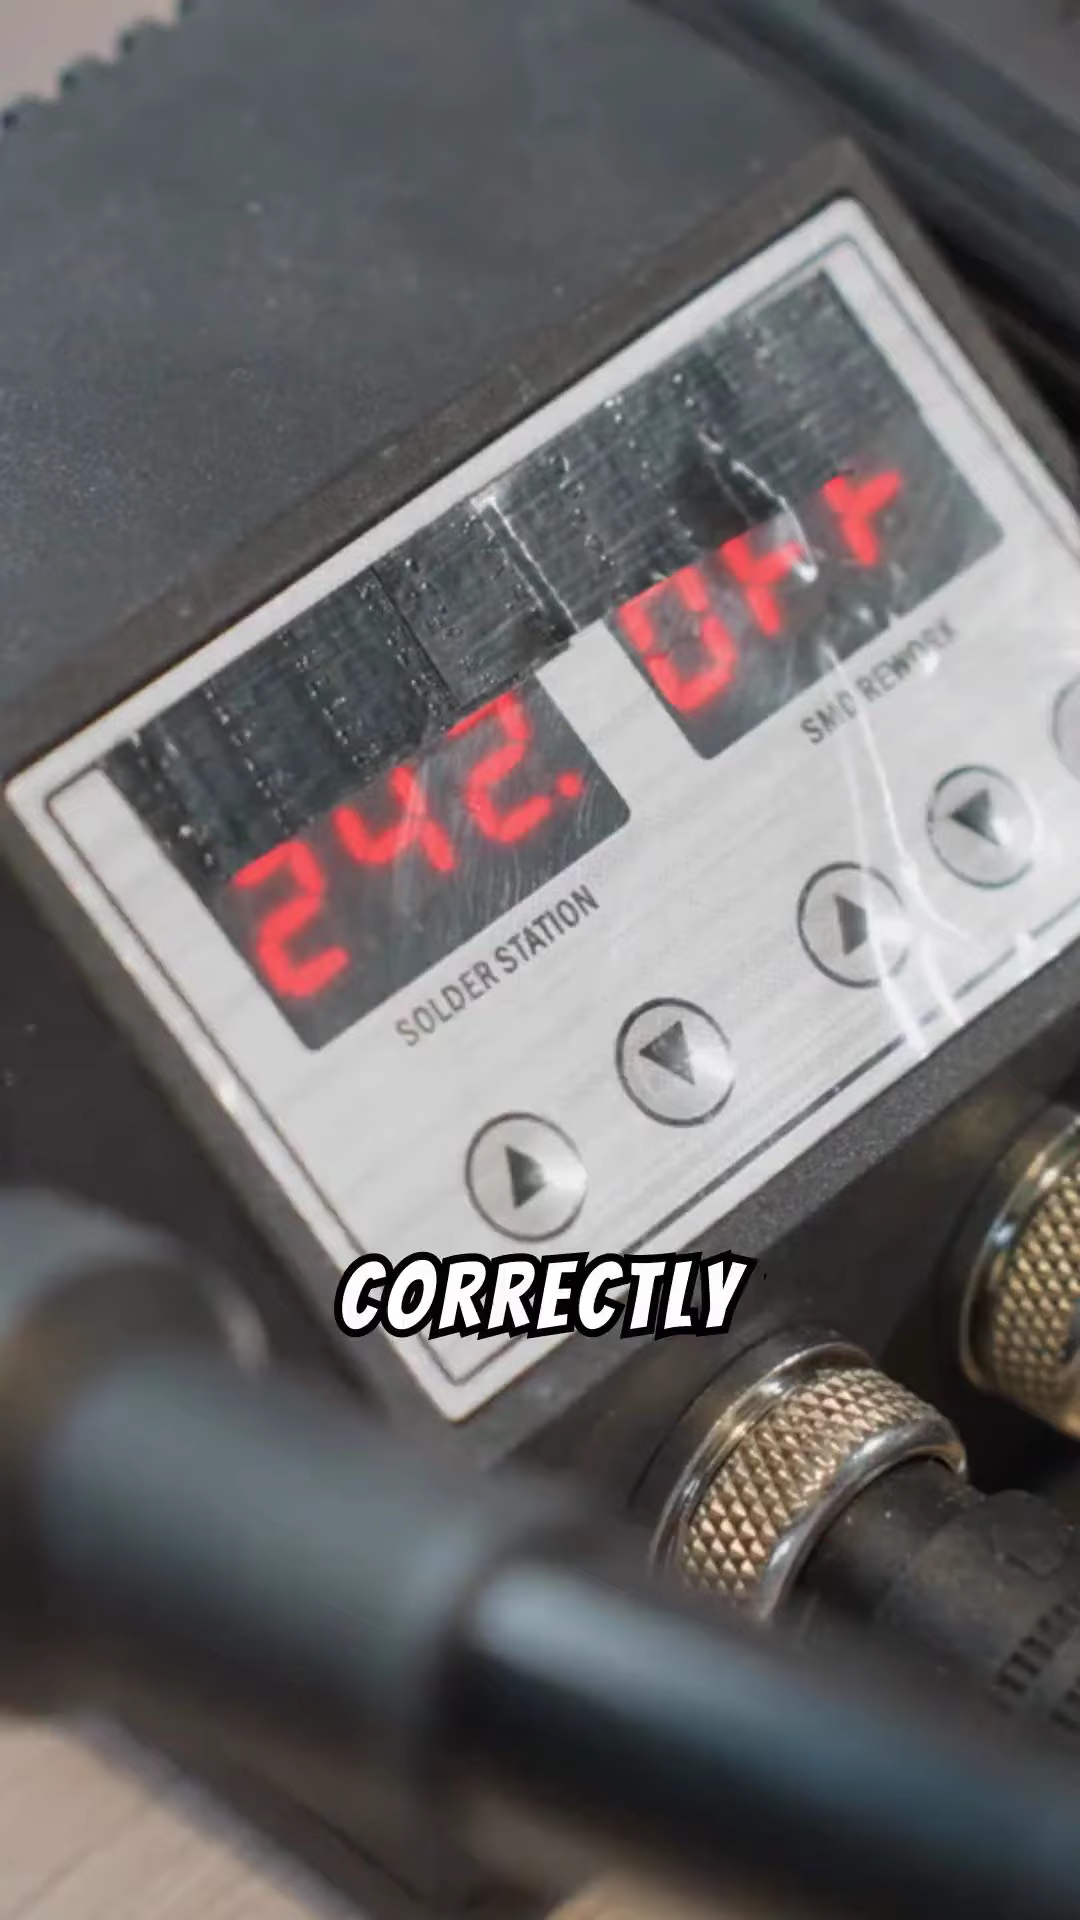 242.
OFF
SOLDER STATION
SMD REWORK
CORRECTLY